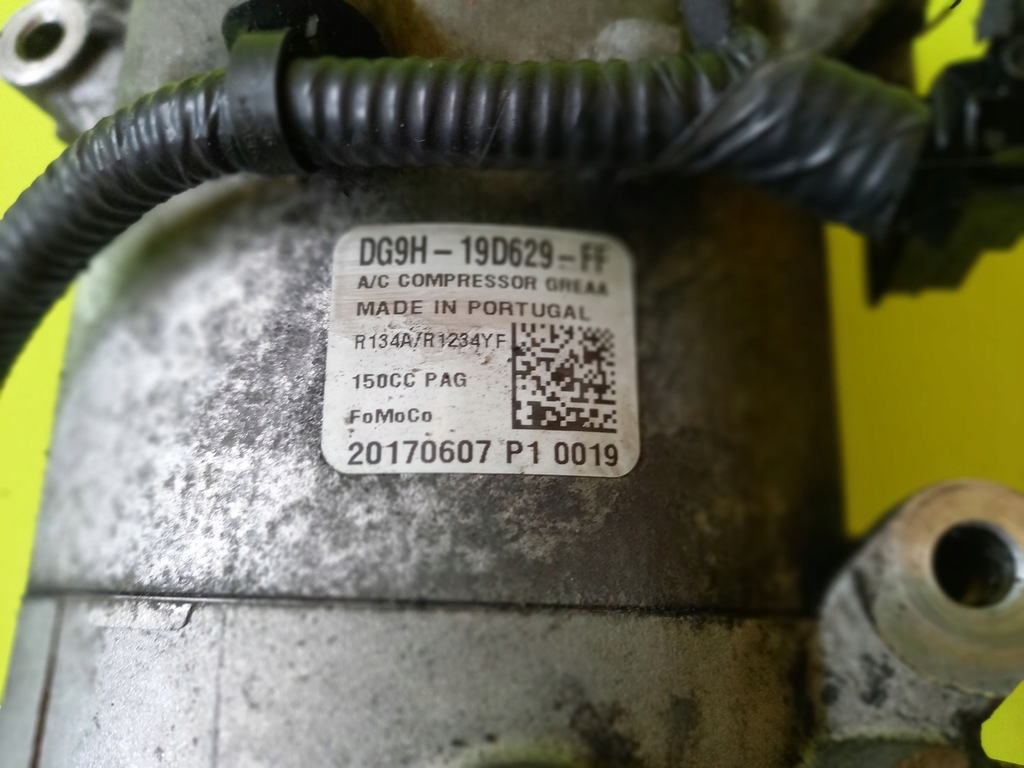 DG9H-19D629-FF
A/C COMPRESSOR GREAA
MADE IN PORTUGAL
R134A/R1234YF
150CC PAG
FoMoCo
20170607 P1 0019